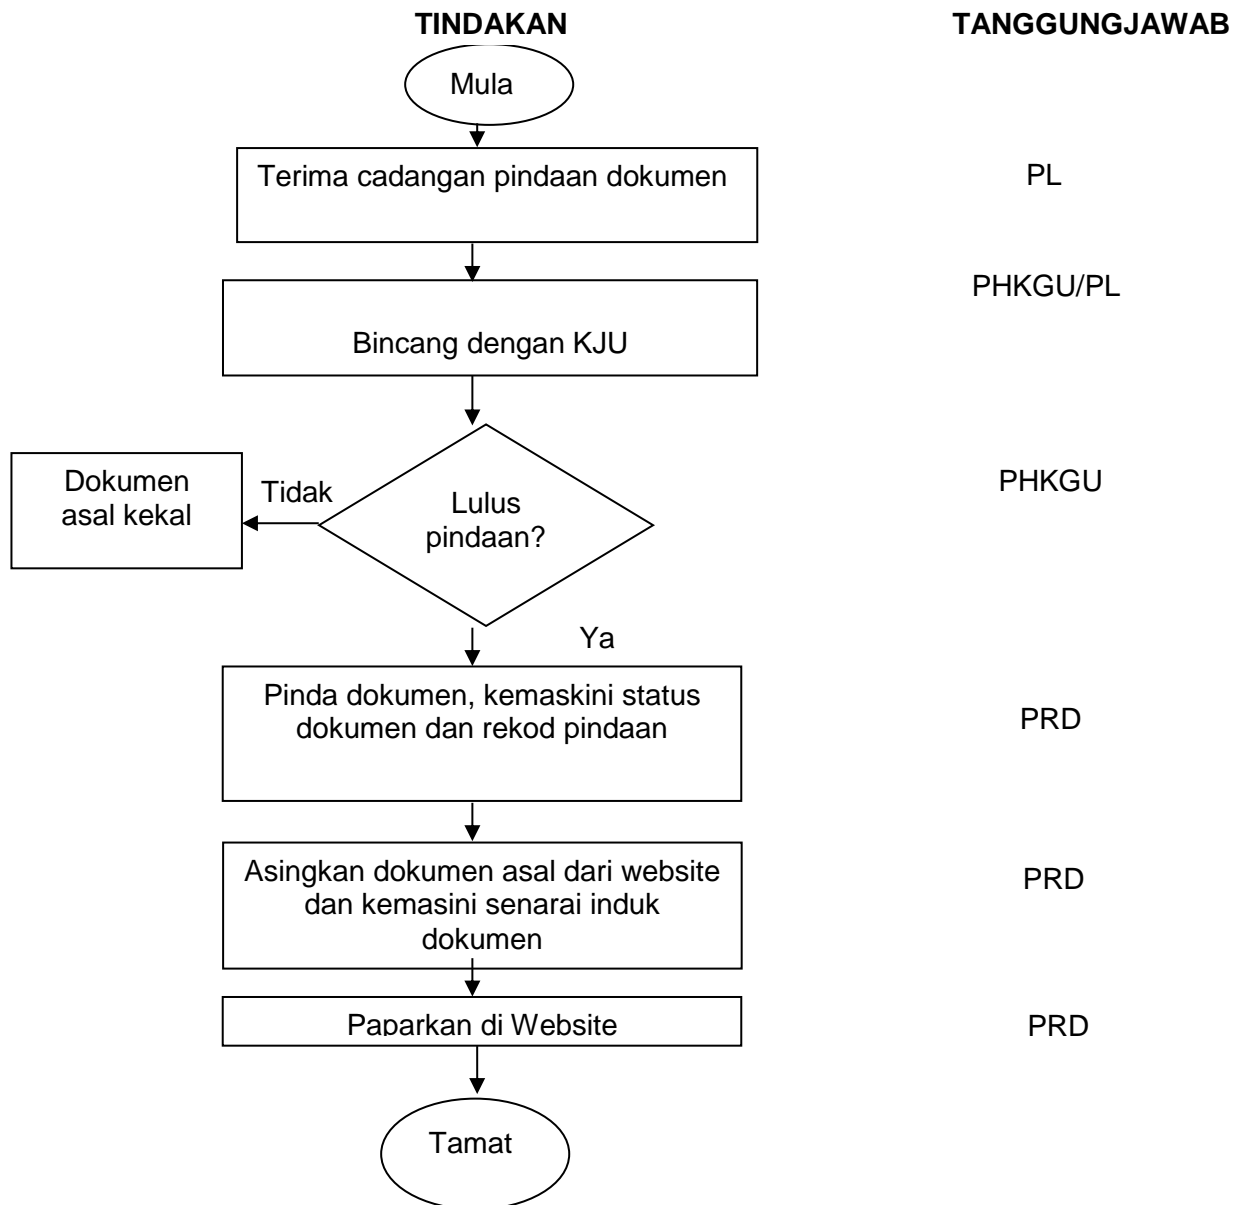 TINDAKAN
TANGGUNGJAWAB
Mula
Terima cadangan pindaan dokumen
PL
Bincang dengan KJU
PHKGU/PL
Lulus
pindaan?
PHKGU
Tidak
Dokumen
asal kekal
Ya
Pinda dokumen, kemaskini status
dokumen dan rekod pindaan
PRD
Asingkan dokumen asal dari website
dan kemasini senarai induk
dokumen
PRD
Paparkan di Website
PRD
Tamat